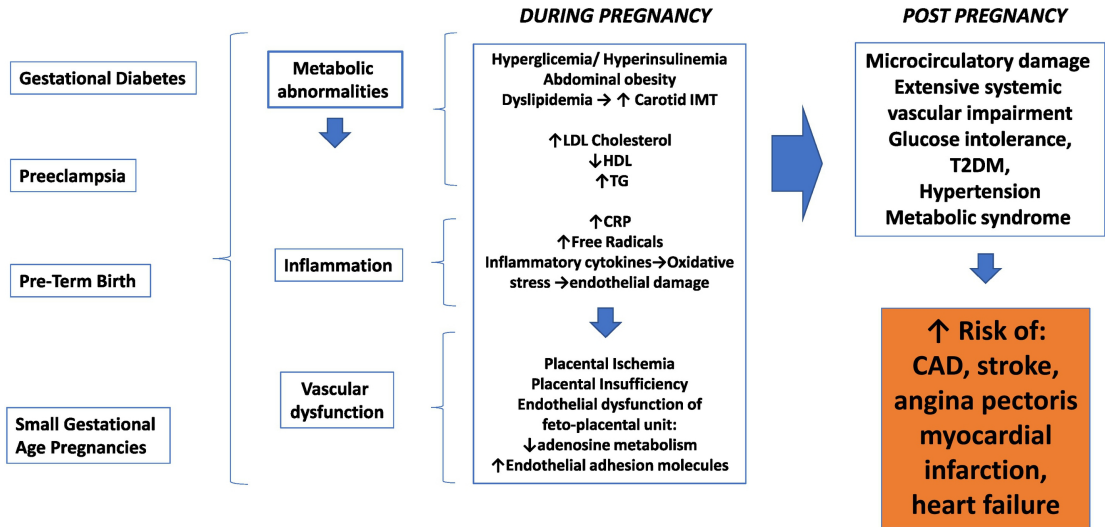 DURING PREGNANCY
POST PREGNANCY
Gestational Diabetes
Preeclampsia
Pre-Term Birth
Small Gestational
Age Pregnancies
Metabolic
abnormalities
Inflammation
Vascular
dysfunction
Hyperglicemia/ Hyperinsulinemia
Abdominal obesity
Dyslipidemia → ↑ Carotid IMT
↑LDL Cholesterol
↓HDL
↑TG
↑CRP
↑Free Radicals
Inflammatory cytokines→Oxidative
stress →endothelial damage
Placental Ischemia
Placental Insufficiency
Endothelial dysfunction of
feto-placental unit:
↓adenosine metabolism
↑Endothelial adhesion molecules
Microcirculatory damage
Extensive systemic
vascular impairment
Glucose intolerance,
T2DM,
Hypertension
Metabolic syndrome
↑ Risk of:
CAD, stroke,
angina pectoris
myocardial
infarction,
heart failure